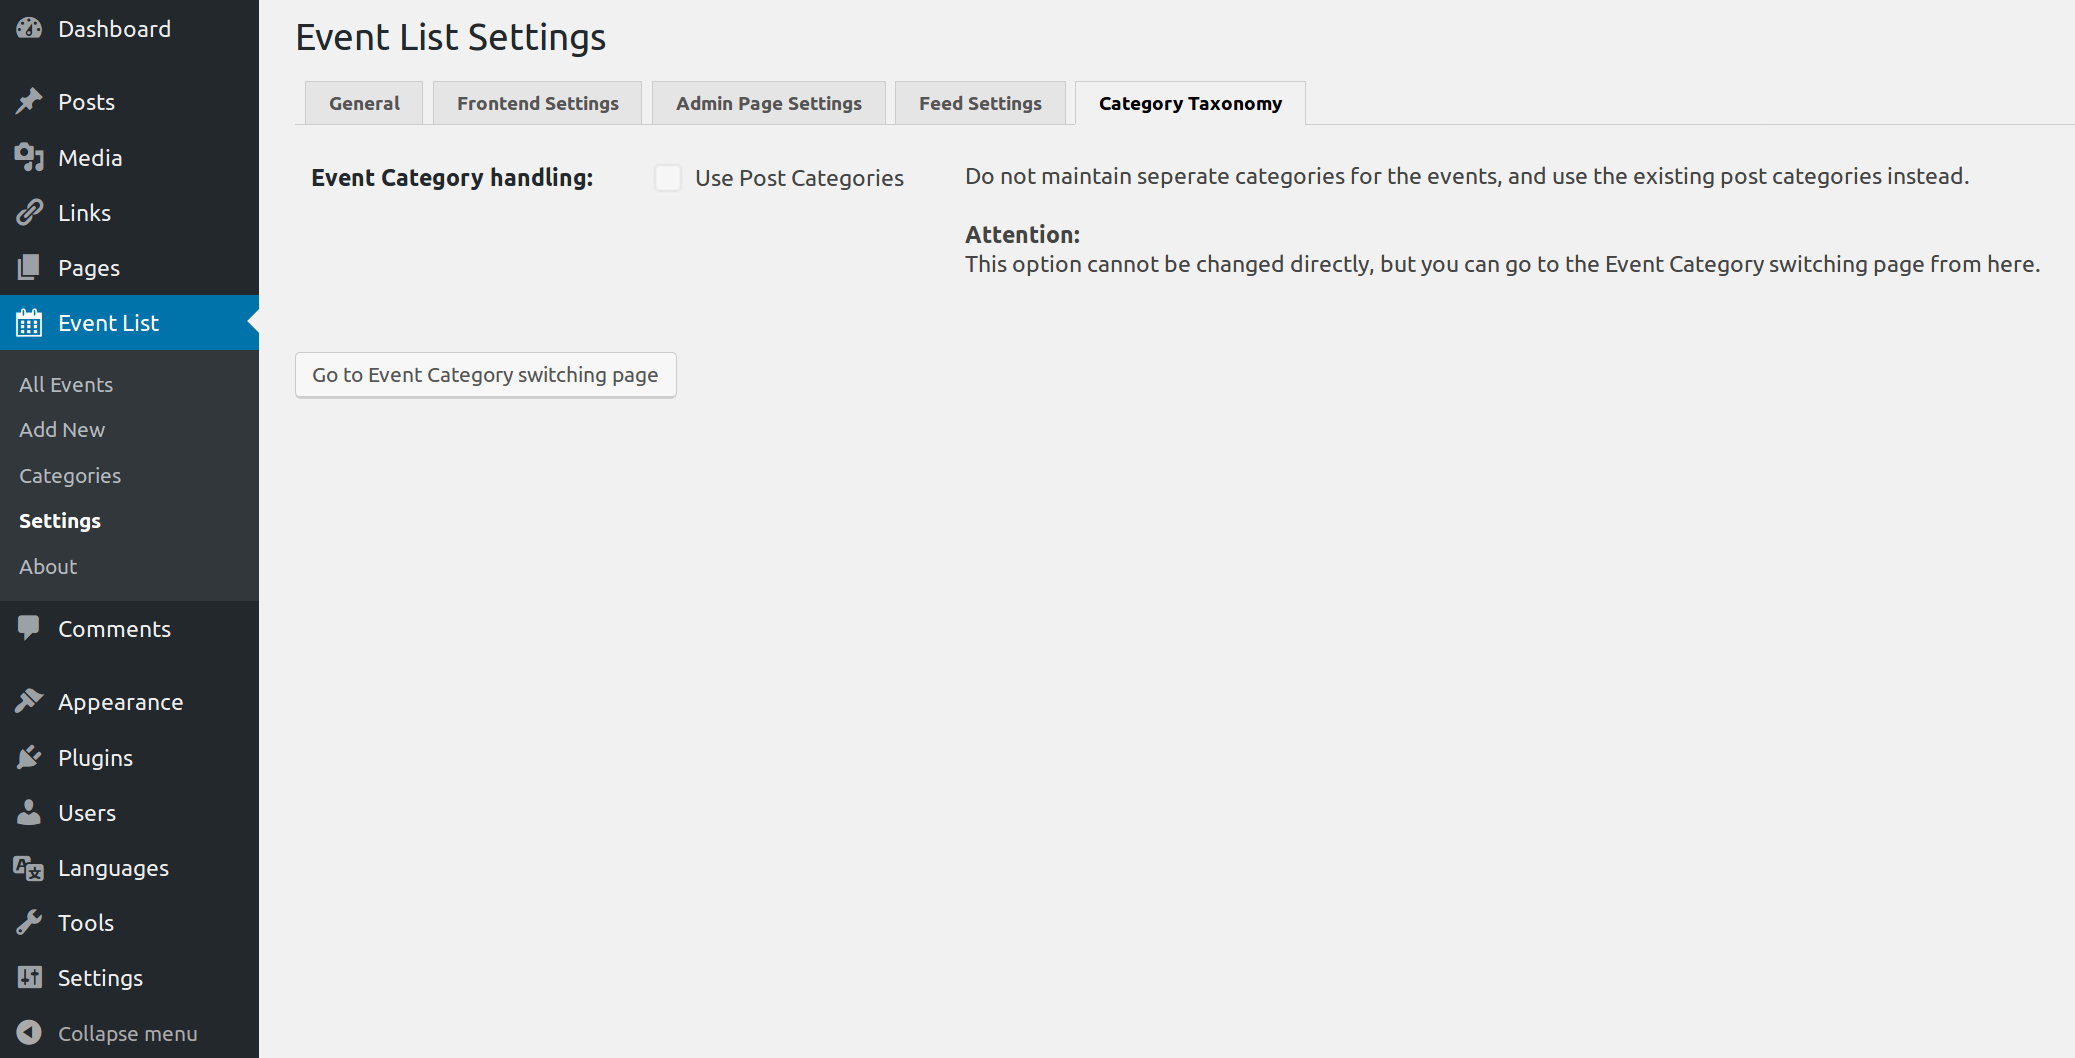 Dashboard
Posts
Media
Links
Pages
Event List
All Events
Add New
Categories
Settings
About
Comments
Appearance
Plugins
Users
Languages
Tools
Settings
Collapse menu
Event List Settings
General
Frontend Settings
Admin Page Settings
Feed Settings
Category Taxonomy
Event Category handling:
Use Post Categories
Do not maintain seperate categories for the events, and use the existing post categories instead.
Attention:
This option cannot be changed directly, but you can go to the Event Category switching page from here.
Go to Event Category switching page